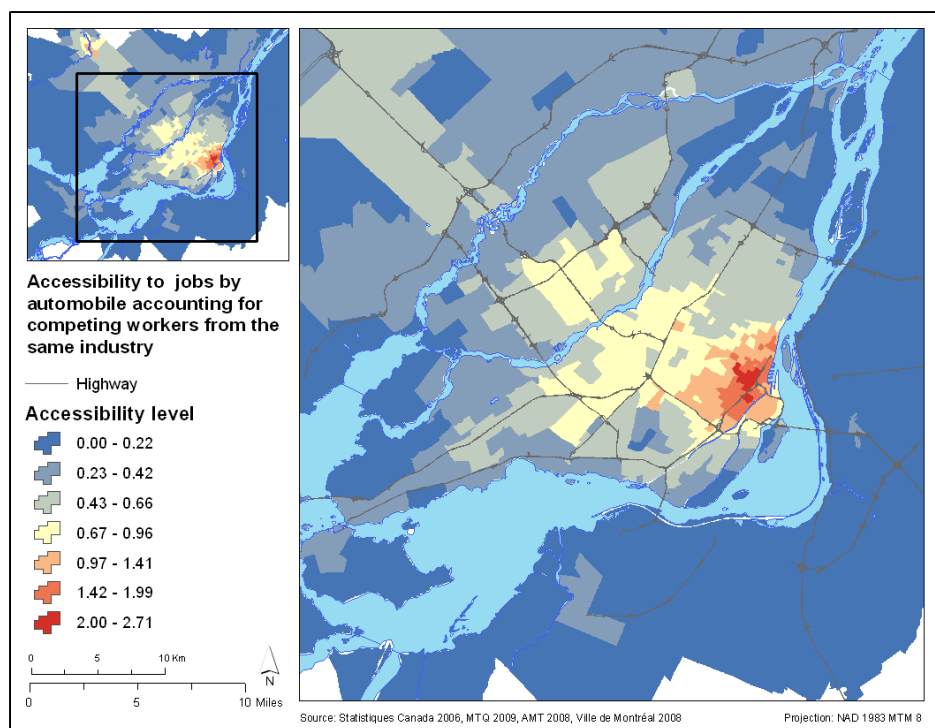 Accessibility to jobs by
automobile accounting for
competing workers from the
same industry
Highway
Accessibility level
0.00 - 0.22
0.23 - 0.42
0.43 - 0.66
0.67 - 0.96
0.97 - 1.41
1.42 - 1.99
2.00 - 2.71
0 5 10 Km
N
0 5 10 Miles
Source: Statistiques Canada 2006, MTQ 2009, AMT 2008, Ville de Montréal 2008 Projection: NAD 1983 MTM 8